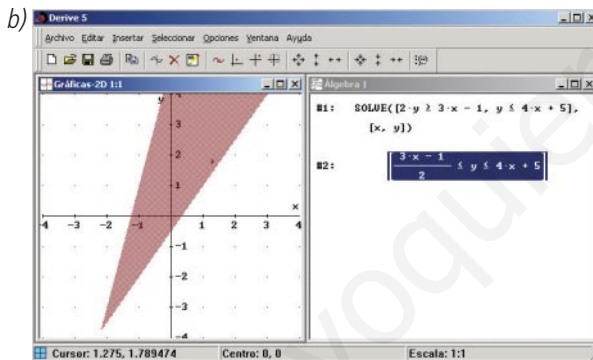 b)
Derive 5
Archivo Editar Insertar Seleccionar Opciones Ventana Ayuda
Gráficas-2D 1:1
y
4
3
2
1
x
-4 -3 -2 -1 1 2 3 4
-1
-2
-3
-4
Álgebra 1
#1: SOLVE([2·y ≥ 3·x - 1, y ≤ 4·x + 5],
[x, y])
#2: 3·x - 1
2
≤ y ≤ 4·x + 5
Cursor: 1.275, 1.789474 Centro: 0, 0 Escala: 1:1
voquier